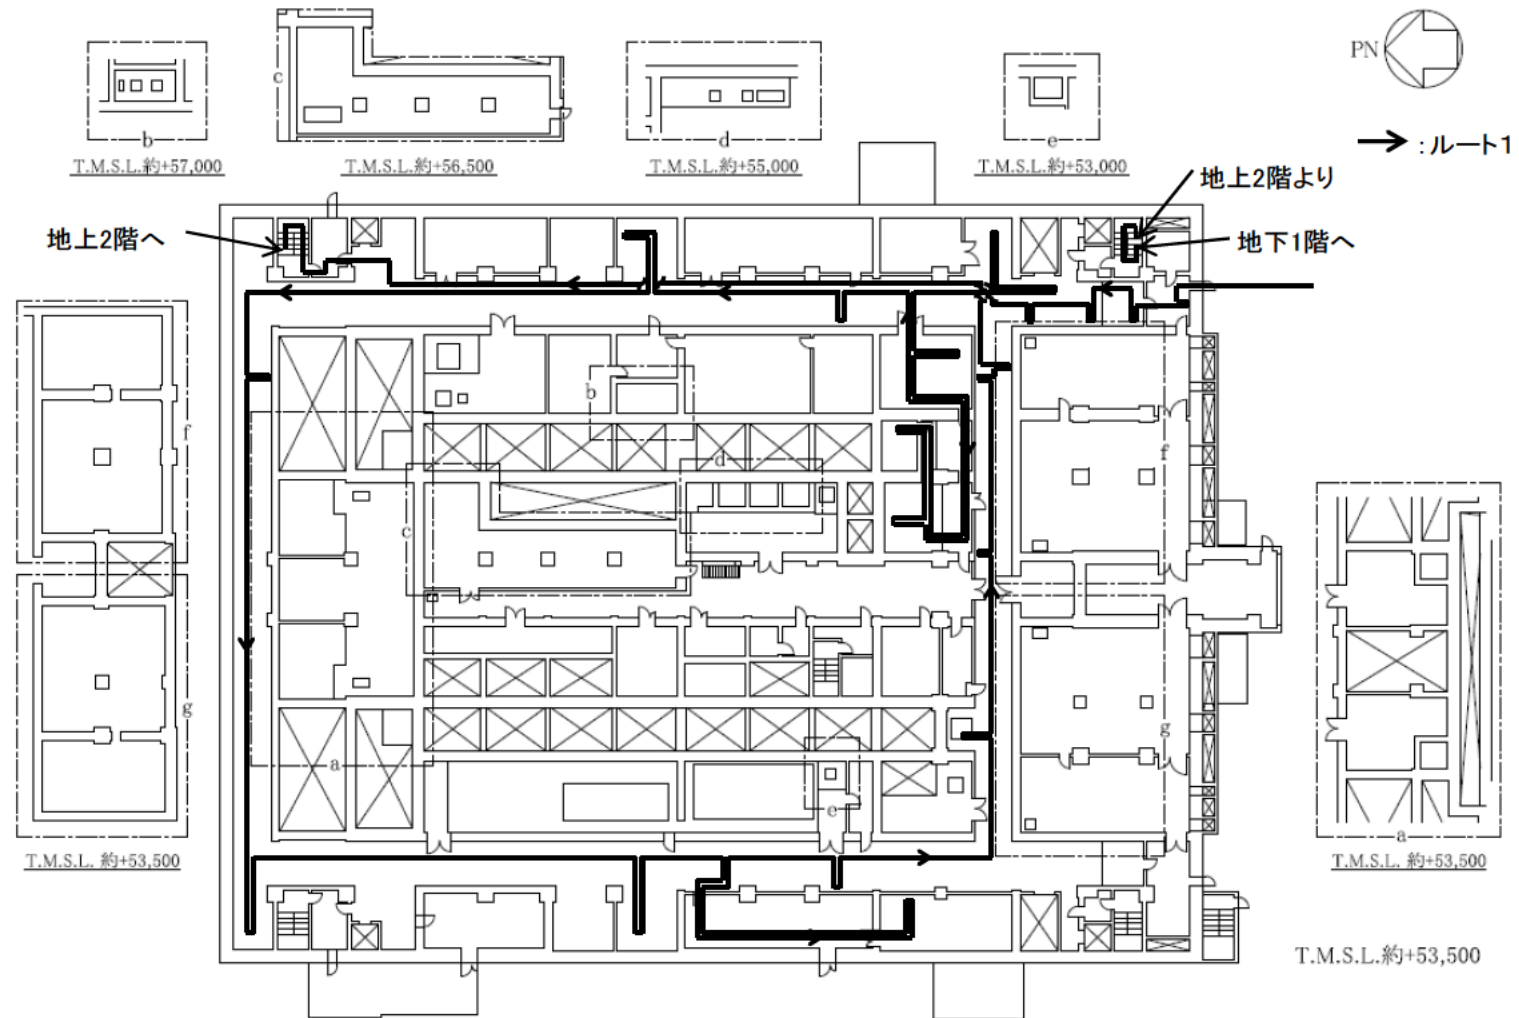 PN
:ルート1
b
T.M.S.L.約+57,000
c
T.M.S.L.約+56,500
d
T.M.S.L.約+55,000
e
T.M.S.L.約+53,000
地上2階より
地上2階へ
地下1階へ
b
f
f
d
c
g
g
a
e
a
T.M.S.L. 約+53,500
T.M.S.L. 約+53,500
T.M.S.L.約+53,500